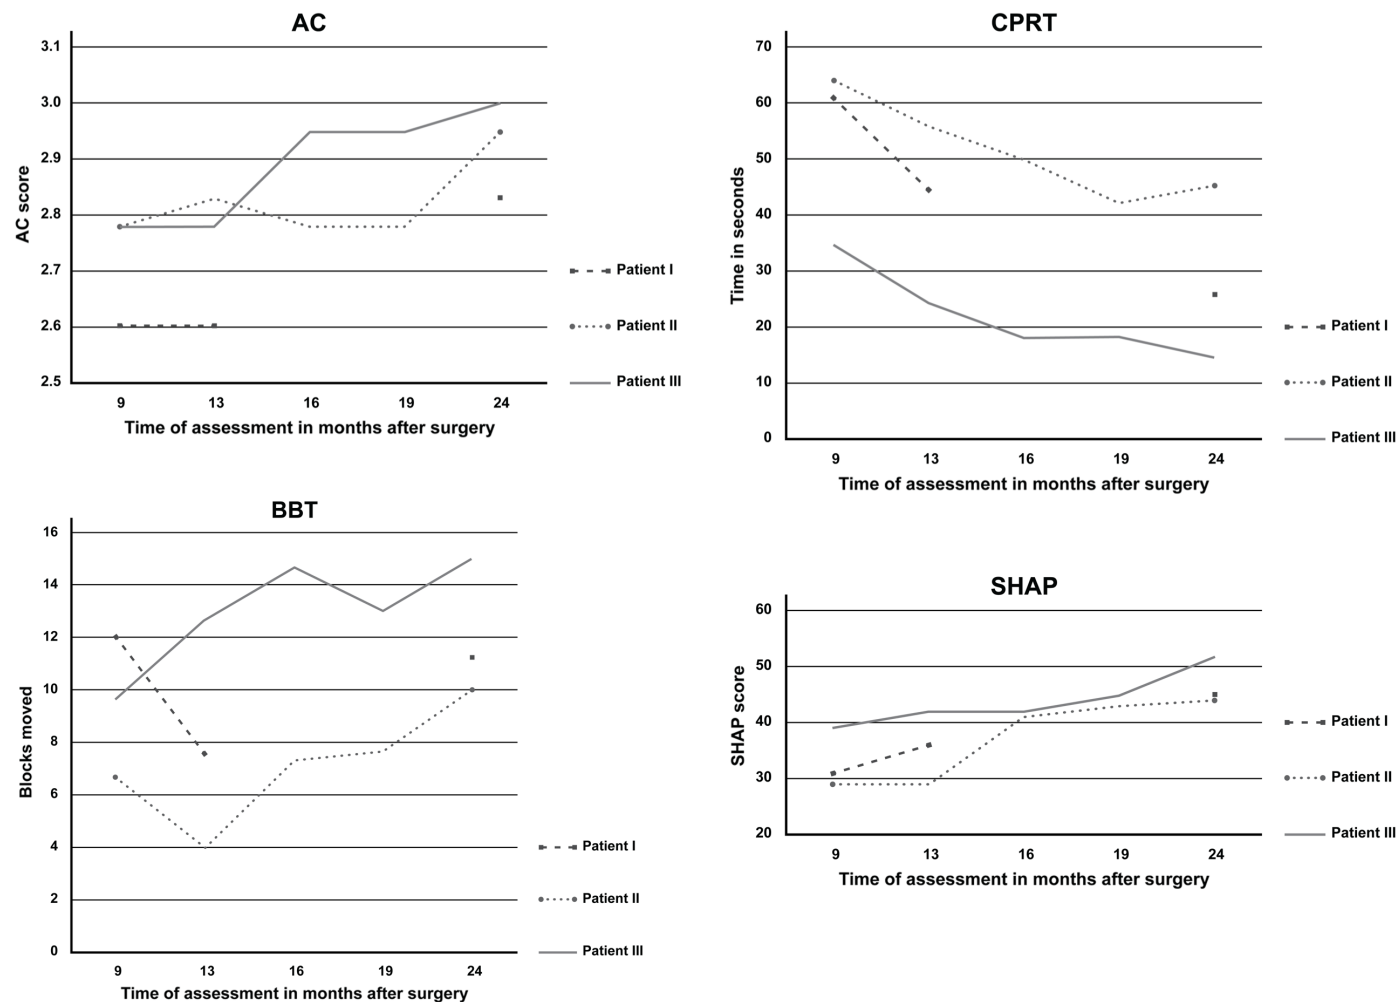 AC
3.1
3.0
2.9
2.8
2.7
2.6
2.5
AC score
9 13 16 19 24
Time of assessment in months after surgery
Patient I
Patient II
Patient III
CPRT
70
60
50
40
30
20
10
0
Time in seconds
9 13 16 19 24
Time of assessment in months after surgery
Patient I
Patient II
Patient III
BBT
16
14
12
10
8
6
4
2
0
Blocks moved
9 13 16 19 24
Time of assessment in months after surgery
Patient I
Patient II
Patient III
SHAP
60
50
40
30
20
SHAP score
9 13 16 19 24
Time of assessment in months after surgery
Patient I
Patient II
Patient III